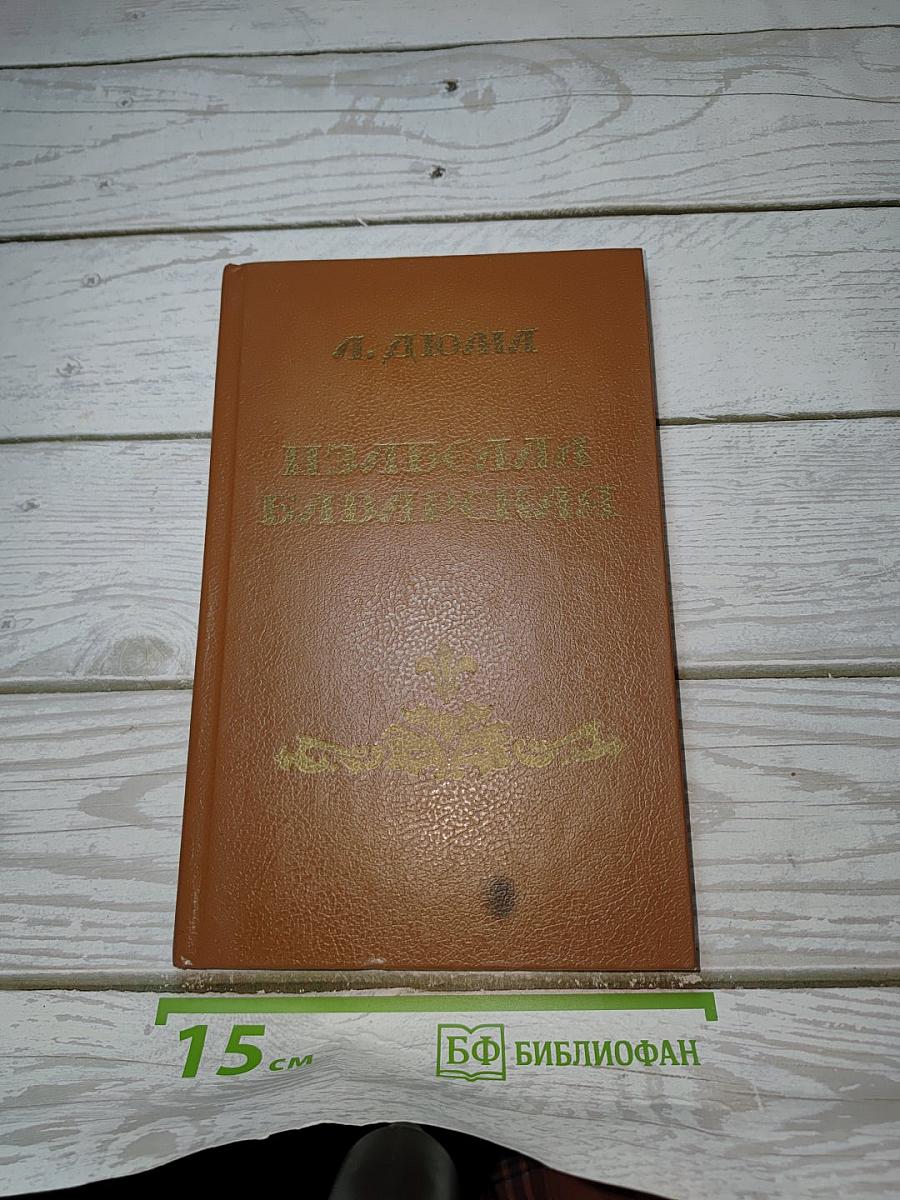 А. ДЮМА
ИЗАБЕЛЛА
БАВАРСКАЯ
15 см
БФ БИБЛИОФАН